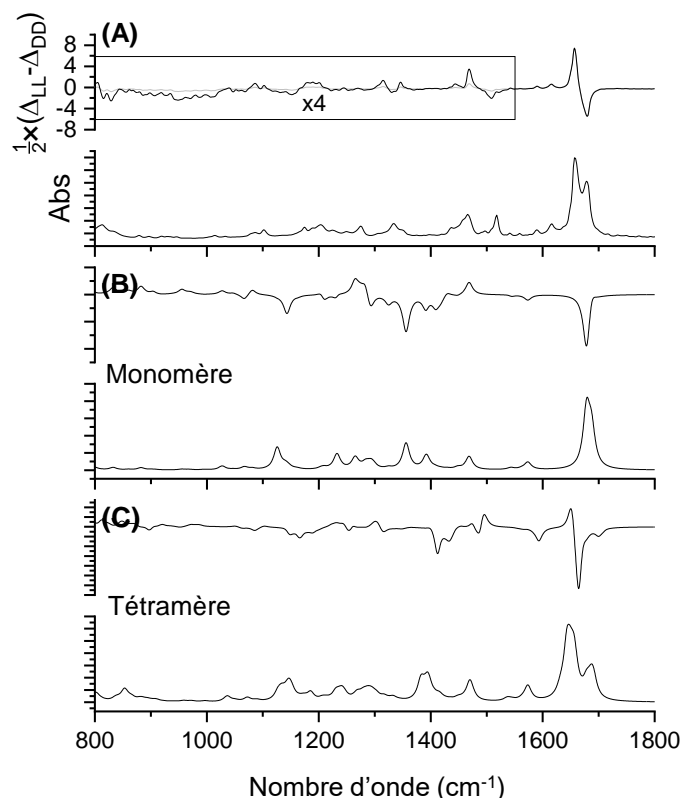 (A)
½×(Δ_LL-Δ_DD)
8
4
0
-4
-8
x4
Abs
(B)
Monomère
(C)
Tétramère
800 1000 1200 1400 1600 1800
Nombre d'onde (cm⁻¹)